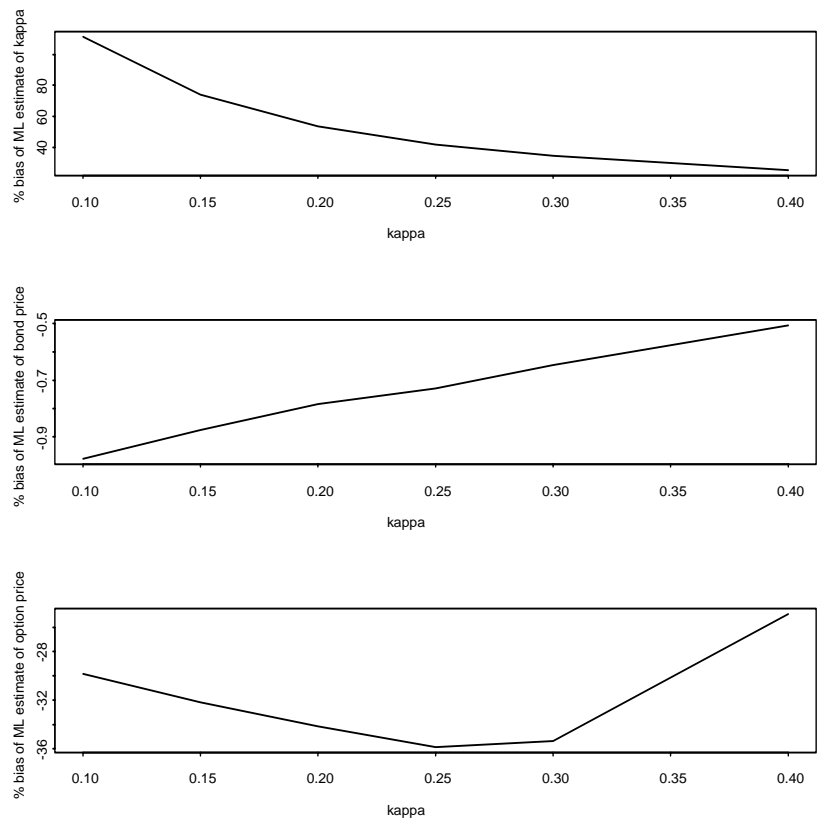 % bias of ML estimate of kappa
80
60
40
0.10 0.15 0.20 0.25 0.30 0.35 0.40
kappa
% bias of ML estimate of bond price
-0.5
-0.7
-0.9
0.10 0.15 0.20 0.25 0.30 0.35 0.40
kappa
% bias of ML estimate of option price
-28
-32
-36
0.10 0.15 0.20 0.25 0.30 0.35 0.40
kappa